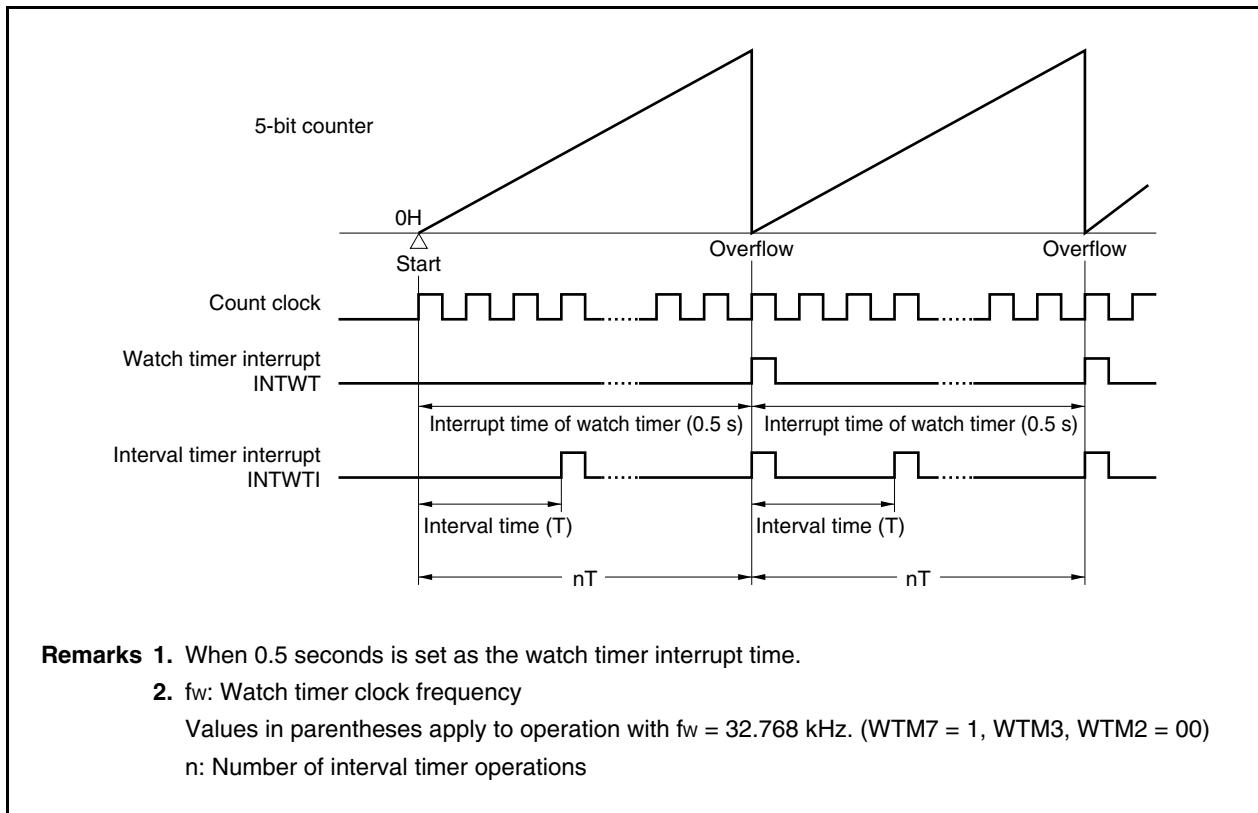 5-bit counter
0H
Start
Overflow
Overflow
Count clock
Watch timer interrupt
INTWT
Interrupt time of watch timer (0.5 s)
Interrupt time of watch timer (0.5 s)
Interval timer interrupt
INTWTI
Interval time (T)
Interval time (T)
nT
nT
Remarks 1. When 0.5 seconds is set as the watch timer interrupt time.
2. fw: Watch timer clock frequency
Values in parentheses apply to operation with fw = 32.768 kHz. (WTM7 = 1, WTM3, WTM2 = 00)
n: Number of interval timer operations